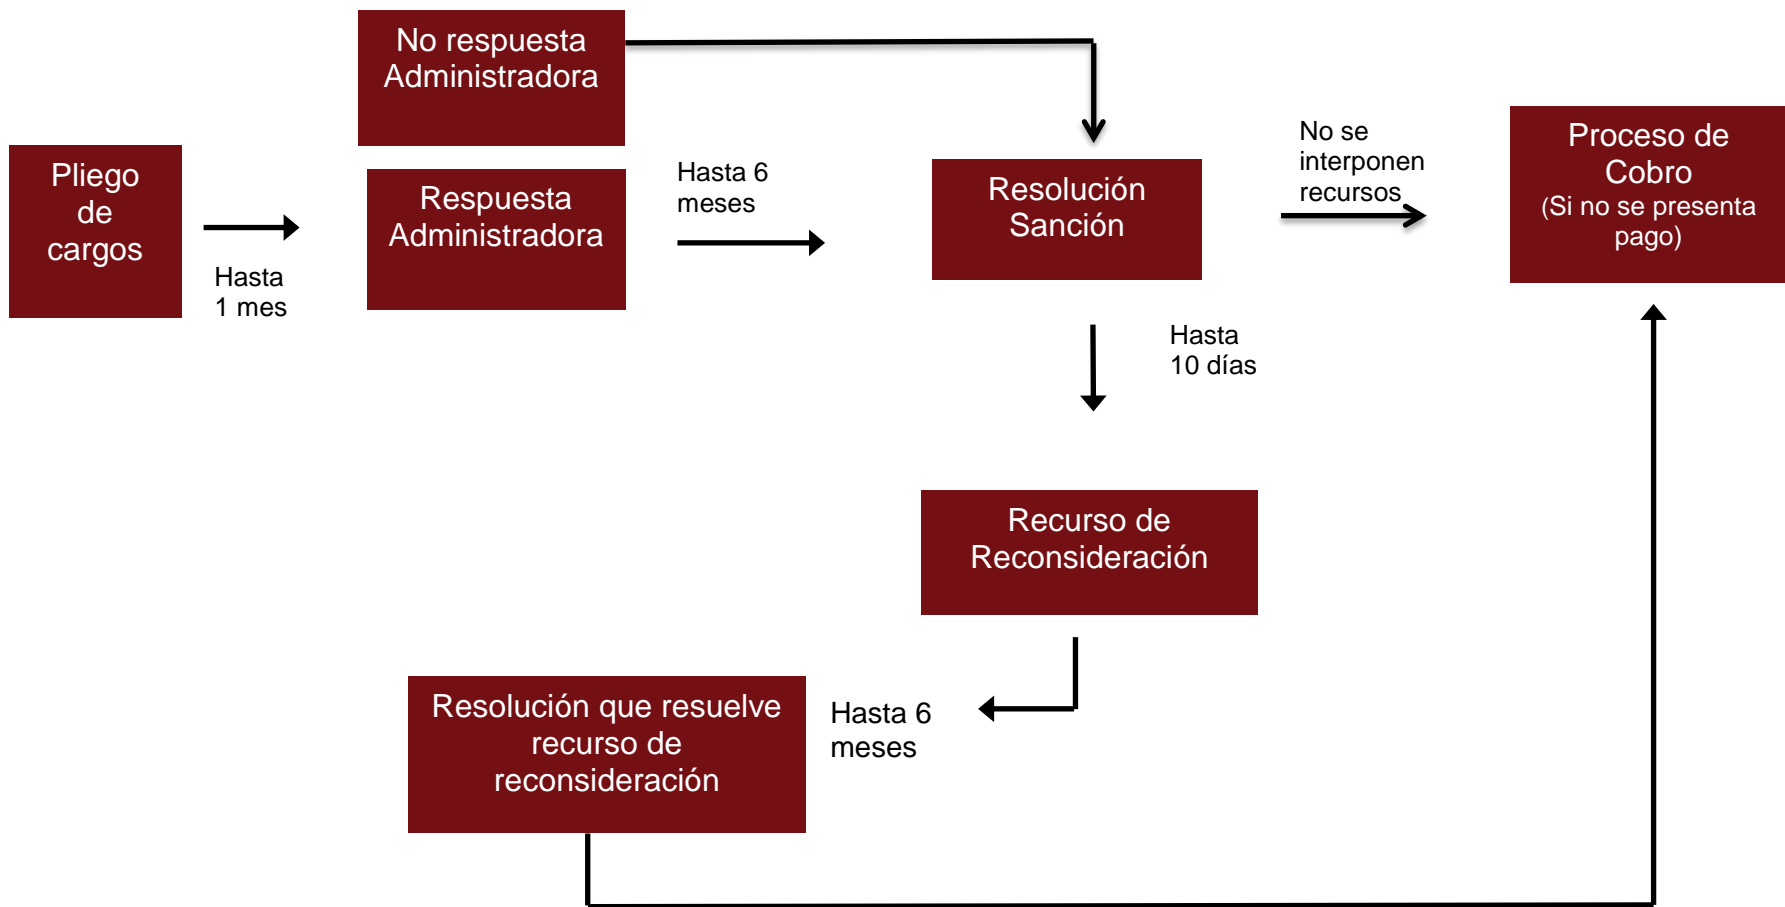 No respuesta
Administradora
Pliego
de
cargos
Hasta
1 mes
Respuesta
Administradora
Hasta 6
meses
Resolución
Sanción
No se
interponen
recursos
Proceso de
Cobro
(Si no se presenta
pago)
Hasta
10 días
Recurso de
Reconsideración
Hasta 6
meses
Resolución que resuelve
recurso de
reconsideración